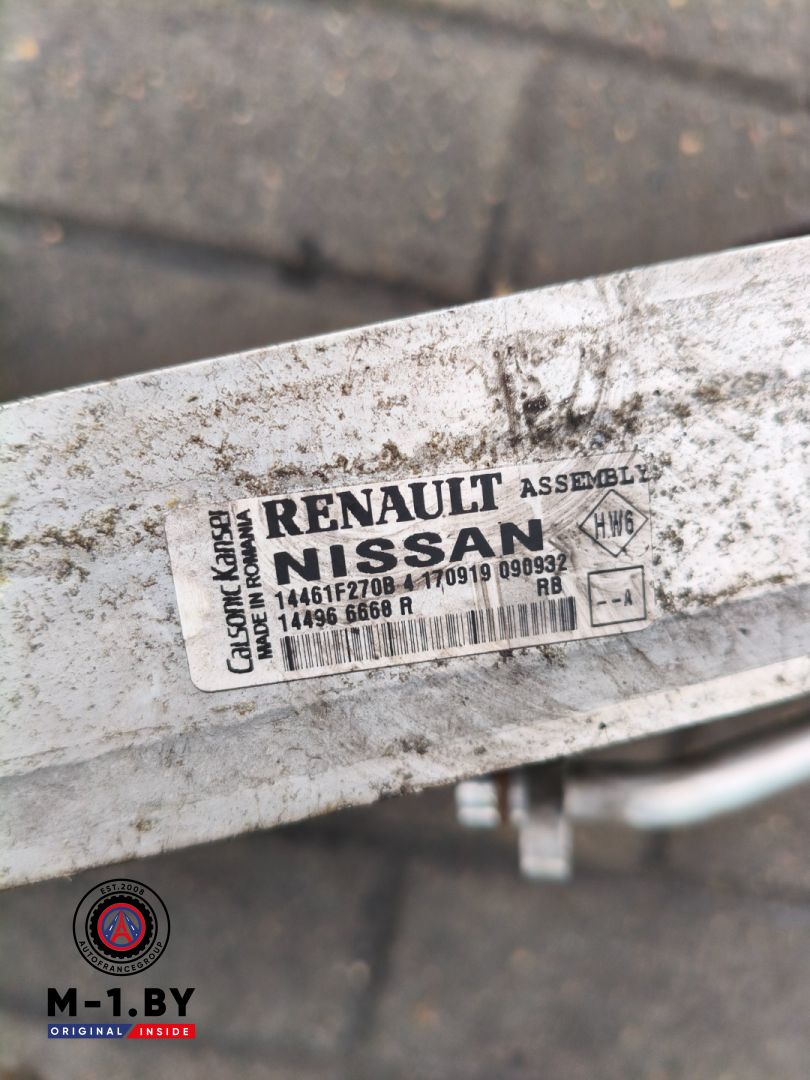 Calsonic Kansei
MADE IN ROMANIA
RENAULT ASSEMBLY
NISSAN
HW6
14461F270B 4 170919 090932
14496 6668 R RB
--A
EST.2008
AUTOFRANCEGROUP
M-1.BY
ORIGINAL INSIDE